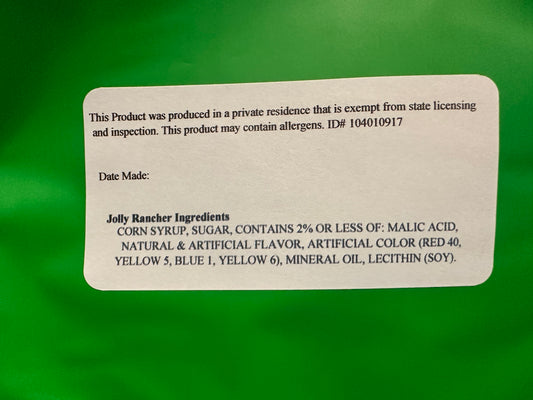 This Product was produced in a private residence that is exempt from state licensing
and inspection. This product may contain allergens. ID# 104010917
Date Made:
Jolly Rancher Ingredients
CORN SYRUP, SUGAR, CONTAINS 2% OR LESS OF: MALIC ACID,
NATURAL & ARTIFICIAL FLAVOR, ARTIFICIAL COLOR (RED 40,
YELLOW 5, BLUE 1, YELLOW 6), MINERAL OIL, LECITHIN (SOY).